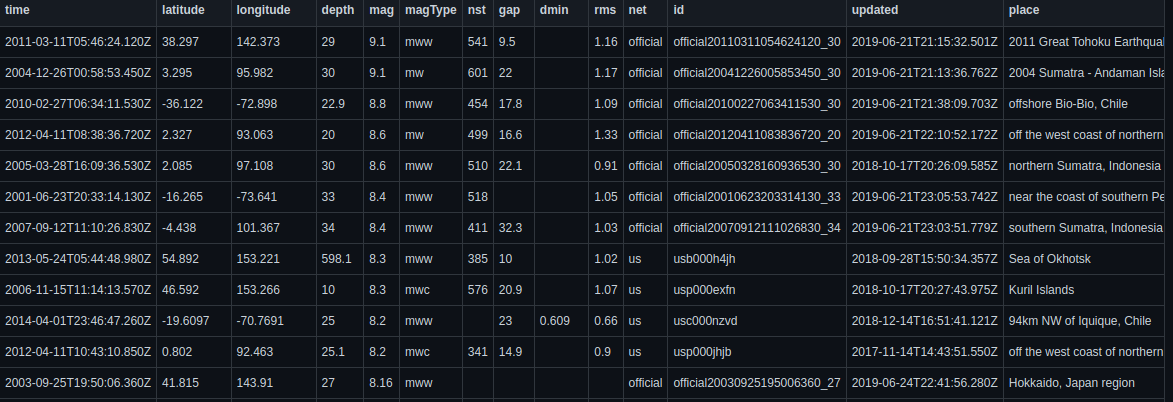 time latitude longitude depth mag magType nst gap dmin rms net id updated place
2011-03-11T05:46:24.120Z 38.297 142.373 29 9.1 mww 541 9.5 1.16 official official20110311054624120_30 2019-06-21T21:15:32.501Z 2011 Great Tohoku Earthqua
2004-12-26T00:58:53.450Z 3.295 95.982 30 9.1 mw 601 22 1.17 official official20041226005853450_30 2019-06-21T21:13:36.762Z 2004 Sumatra - Andaman Isla
2010-02-27T06:34:11.530Z -36.122 -72.898 22.9 8.8 mww 454 17.8 1.09 official official20100227063411530_30 2019-06-21T21:38:09.703Z offshore Bio-Bio, Chile
2012-04-11T08:38:36.720Z 2.327 93.063 20 8.6 mw 499 16.6 1.33 official official20120411083836720_20 2019-06-21T22:10:52.172Z off the west coast of northern
2005-03-28T16:09:36.530Z 2.085 97.108 30 8.6 mww 510 22.1 0.91 official official20050328160936530_30 2018-10-17T20:26:09.585Z northern Sumatra, Indonesia
2001-06-23T20:33:14.130Z -16.265 -73.641 33 8.4 mww 518 1.05 official official20010623203314130_33 2019-06-21T23:05:53.742Z near the coast of southern Pe
2007-09-12T11:10:26.830Z -4.438 101.367 34 8.4 mww 411 32.3 1.03 official official20070912111026830_34 2019-06-21T23:03:51.779Z southern Sumatra, Indonesia
2013-05-24T05:44:48.980Z 54.892 153.221 598.1 8.3 mww 385 10 1.02 us usb000h4jh 2018-09-28T15:50:34.357Z Sea of Okhotsk
2006-11-15T11:14:13.570Z 46.592 153.266 10 8.3 mwc 576 20.9 1.07 us usp000exfn 2018-10-17T20:27:43.975Z Kuril Islands
2014-04-01T23:46:47.260Z -19.6097 -70.7691 25 8.2 mww 23 0.609 0.66 us usc000nzvd 2018-12-14T16:51:41.121Z 94km NW of Iquique, Chile
2012-04-11T10:43:10.850Z 0.802 92.463 25.1 8.2 mwc 341 14.9 0.9 us usp000jhjb 2017-11-14T14:43:51.550Z off the west coast of northern
2003-09-25T19:50:06.360Z 41.815 143.91 27 8.16 mww official official20030925195006360_27 2019-06-24T22:41:56.280Z Hokkaido, Japan region